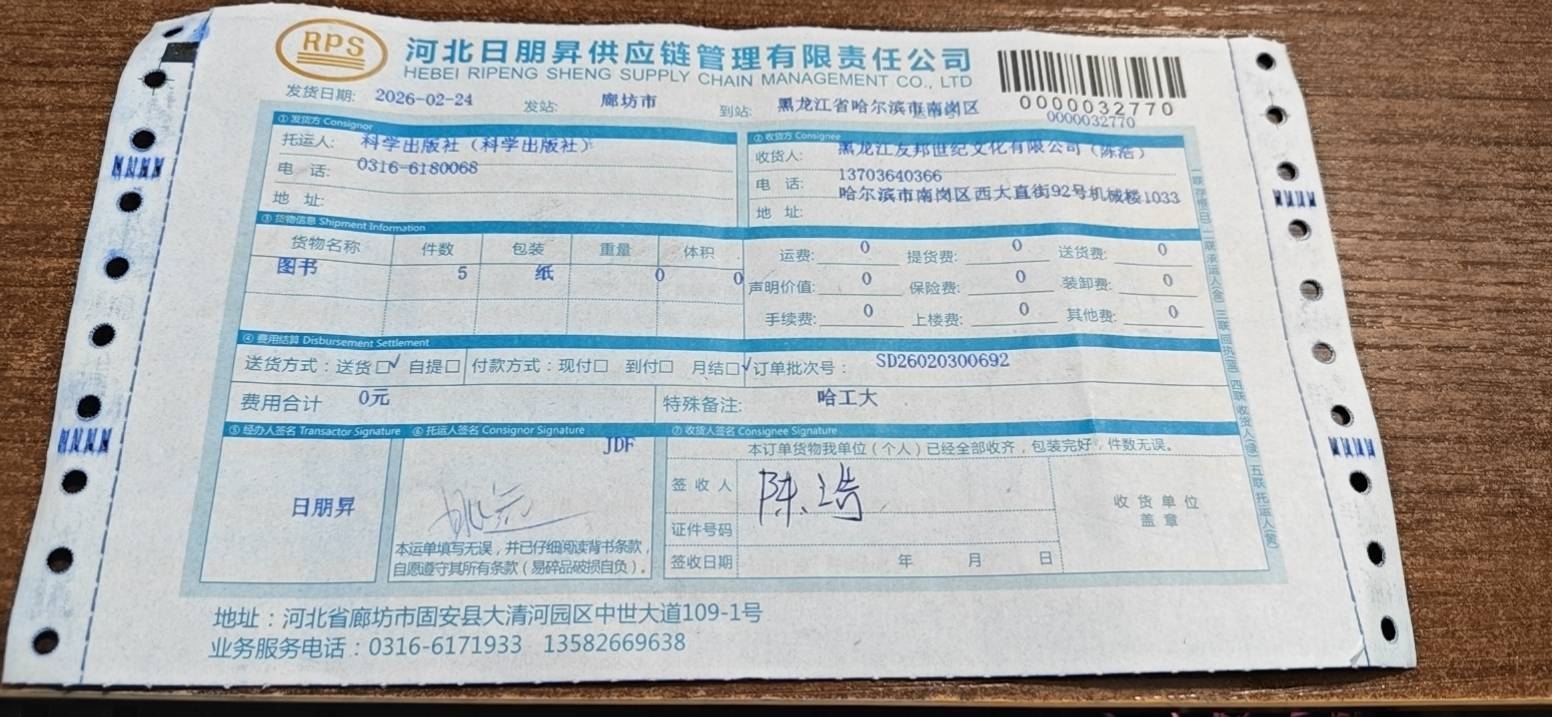 RPS
河北日朋昇供应链管理有限责任公司
HEBEI RIPENG SHENG SUPPLY CHAIN MANAGEMENT CO., LTD
0000032770
0000032770
发货日期: 2026-02-24 发站: 廊坊市 到站: 黑龙江省哈尔滨市南岗区
①发货方 Consignor
托运人: 科学出版社（科学出版社）
电 话: 0316-6180068
地 址:
②收货方 Consignee
收货人: 黑龙江友邦世纪文化有限公司（陈浩）
电 话: 13703640366
地 址: 哈尔滨市南岗区西大直街92号机械楼1033
③货物信息 Shipment Information
货物名称 件数 包装 重量 体积
图书 5 纸 0 0
运费: 0 提货费: 0 送货费: 0
声明价值: 0 保险费: 0 装卸费: 0
手续费: 0 上楼费: 0 其他费: 0
④费用结算 Disbursement Settlement
送货方式：送货□✓ 自提□ 付款方式：现付□ 到付□ 月结□✓ 订单批次号： SD26020300692
费用合计 0元 特殊备注: 哈工大
⑤经办人签名 Transactor Signature ⑥托运人签名 Consignor Signature ⑦收货人签名 Consignee Signature
日朋昇
JDF
本运单填写无误，并已仔细阅读背书条款，
自愿遵守其所有条款（易碎品破损自负）。
本订单货物我单位（个人）已经全部收齐，包装完好，件数无误。
签收人 陈浩
证件号码
签收日期 年 月 日
收货单位
盖章
地址：河北省廊坊市固安县大清河园区中世大道109-1号
业务服务电话：0316-6171933 13582669638